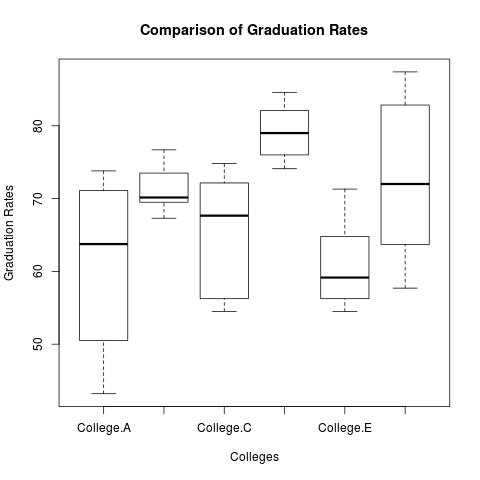 Comparison of Graduation Rates
Graduation Rates
80
70
60
50
College.A College.C College.E
Colleges